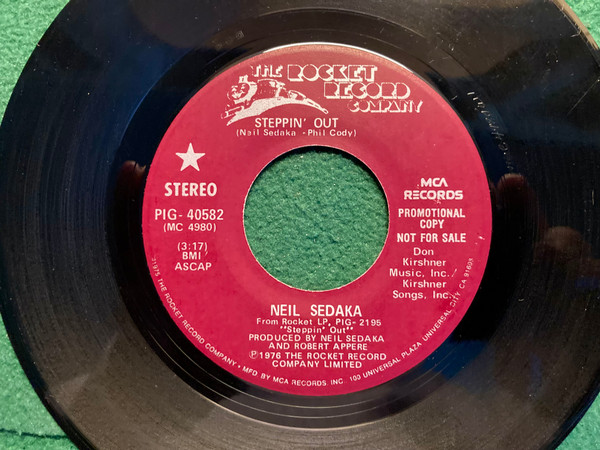 THE ROCKET
RECORD
COMPANY
STEPPIN' OUT
(Neil Sedaka - Phil Cody)
STEREO
PIG-40582
(MC 4980)
(3:17)
BMI
ASCAP
MCA
RECORDS
PROMOTIONAL
COPY
NOT FOR SALE
Don
Kirshner
Music, Inc.
Kirshner
Songs, Inc.
NEIL SEDAKA
From Rocket LP, PIG-2195
"Steppin' Out"
PRODUCED BY NEIL SEDAKA
AND ROBERT APPERE
℗1976 THE ROCKET RECORD
COMPANY LIMITED
©1975 THE ROCKET RECORD COMPANY • MFD. BY MCA RECORDS, INC., 100 UNIVERSAL PLAZA, UNIVERSAL CITY, CA 91608